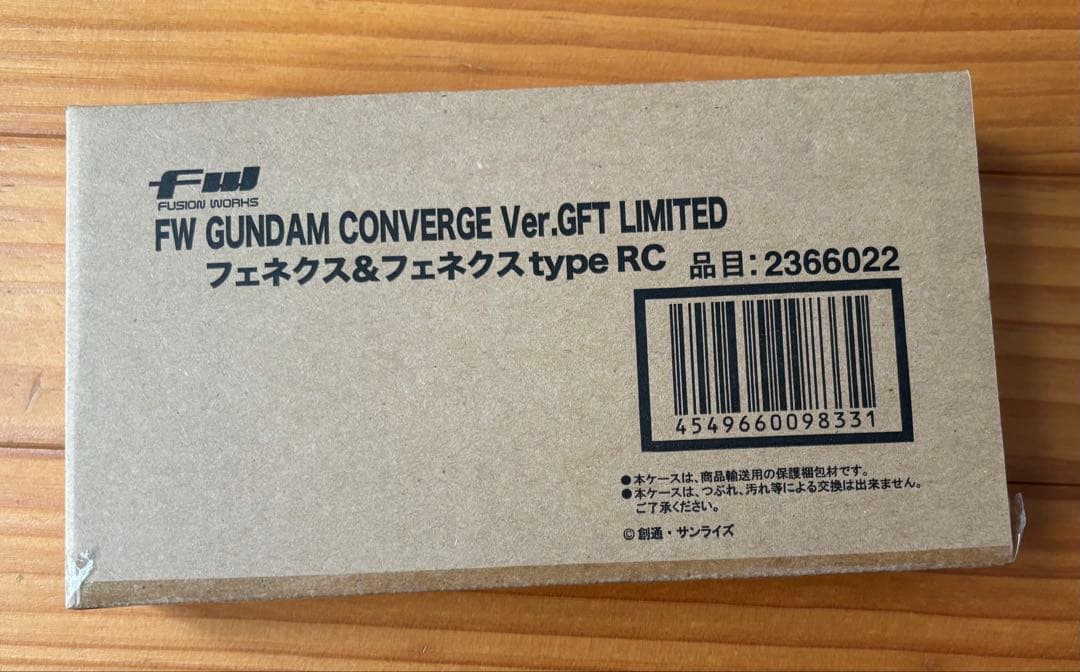 FW
FUSION WORKS
FW GUNDAM CONVERGE Ver.GFT LIMITED
フェネクス&フェネクスtype RC 品目:2366022
4549660098331
●本ケースは、商品輸送用の保護梱包材です。
●本ケースは、つぶれ、汚れ等による交換は出来ません。
ご了承ください。
©創通・サンライズ